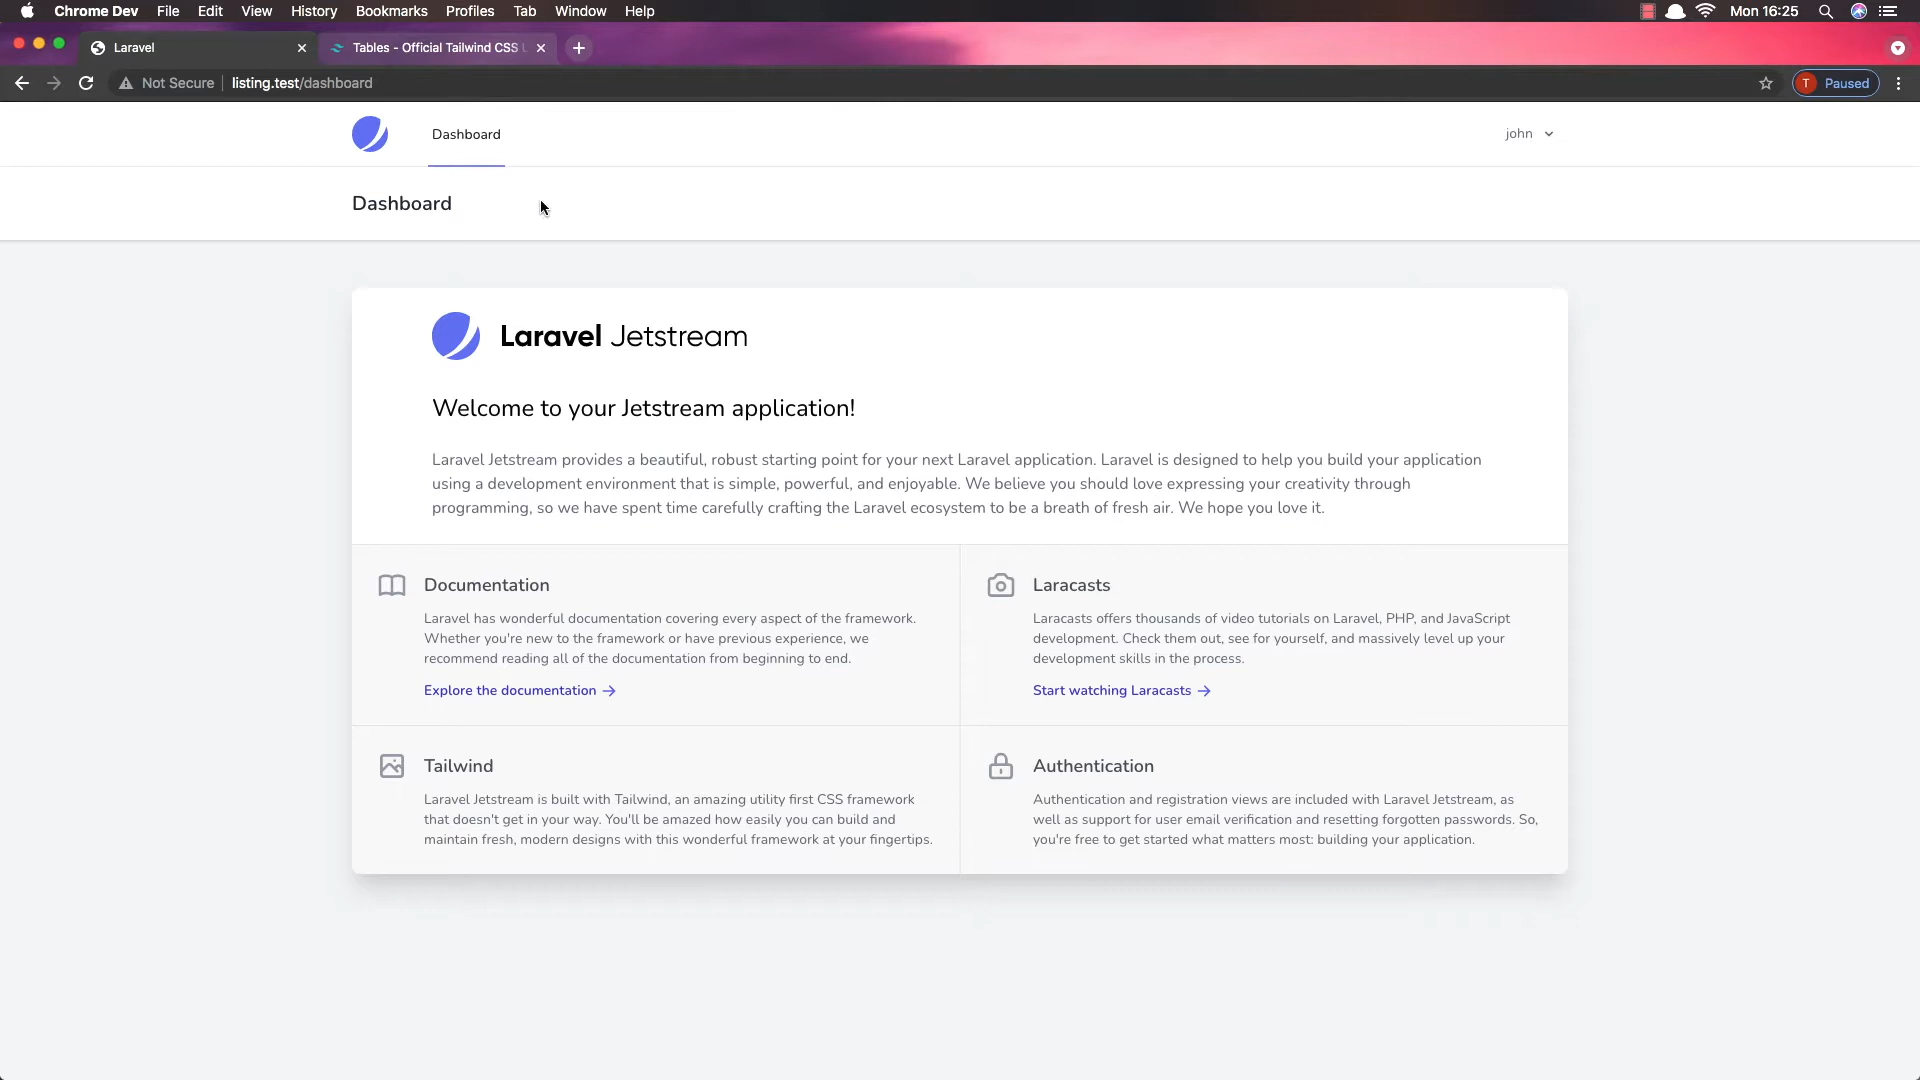 Chrome Dev File Edit View History Bookmarks Profiles Tab Window Help Mon 16:25
Laravel Tables - Official Tailwind CSS
Not Secure listing.test/dashboard T Paused
Dashboard john
Dashboard
Laravel Jetstream
Welcome to your Jetstream application!
Laravel Jetstream provides a beautiful, robust starting point for your next Laravel application. Laravel is designed to help you build your application
using a development environment that is simple, powerful, and enjoyable. We believe you should love expressing your creativity through
programming, so we have spent time carefully crafting the Laravel ecosystem to be a breath of fresh air. We hope you love it.
Documentation
Laravel has wonderful documentation covering every aspect of the framework.
Whether you're new to the framework or have previous experience, we
recommend reading all of the documentation from beginning to end.
Explore the documentation
Laracasts
Laracasts offers thousands of video tutorials on Laravel, PHP, and JavaScript
development. Check them out, see for yourself, and massively level up your
development skills in the process.
Start watching Laracasts
Tailwind
Laravel Jetstream is built with Tailwind, an amazing utility first CSS framework
that doesn't get in your way. You'll be amazed how easily you can build and
maintain fresh, modern designs with this wonderful framework at your fingertips.
Authentication
Authentication and registration views are included with Laravel Jetstream, as
well as support for user email verification and resetting forgotten passwords. So,
you're free to get started what matters most: building your application.